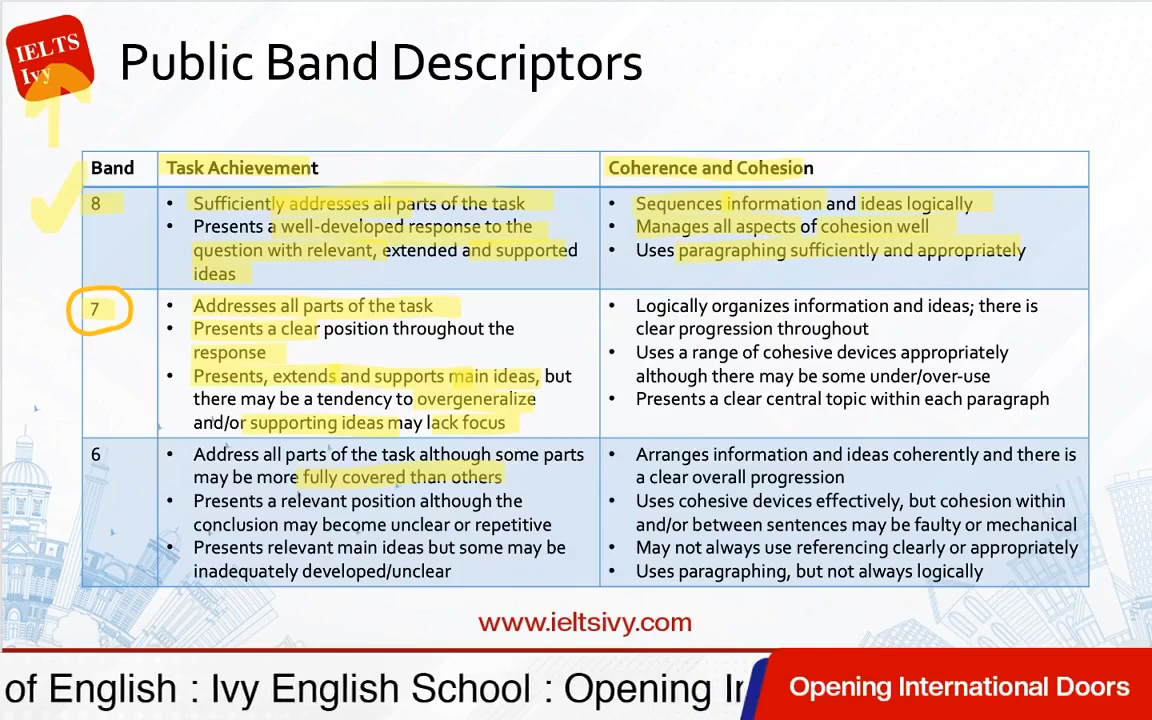 IELTS
Ivy
Public Band Descriptors
Band
Task Achievement
Coherence and Cohesion
8
• Sufficiently addresses all parts of the task
• Presents a well-developed response to the
question with relevant, extended and supported
ideas
• Sequences information and ideas logically
• Manages all aspects of cohesion well
• Uses paragraphing sufficiently and appropriately
7
• Addresses all parts of the task
• Presents a clear position throughout the
response
• Presents, extends and supports main ideas, but
there may be a tendency to overgeneralize
and/or supporting ideas may lack focus
• Logically organizes information and ideas; there is
clear progression throughout
• Uses a range of cohesive devices appropriately
although there may be some under/over-use
• Presents a clear central topic within each paragraph
6
• Address all parts of the task although some parts
may be more fully covered than others
• Presents a relevant position although the
conclusion may become unclear or repetitive
• Presents relevant main ideas but some may be
inadequately developed/unclear
• Arranges information and ideas coherently and there is
a clear overall progression
• Uses cohesive devices effectively, but cohesion within
and/or between sentences may be faulty or mechanical
• May not always use referencing clearly or appropriately
• Uses paragraphing, but not always logically
www.ieltsivy.com
of English : Ivy English School : Opening In
Opening International Doors